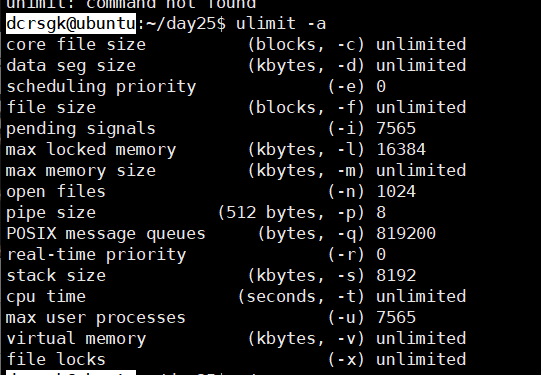 unimit: command not found
dcrsgk@ubuntu:~/day25$ ulimit -a
core file size (blocks, -c) unlimited
data seg size (kbytes, -d) unlimited
scheduling priority (-e) 0
file size (blocks, -f) unlimited
pending signals (-i) 7565
max locked memory (kbytes, -l) 16384
max memory size (kbytes, -m) unlimited
open files (-n) 1024
pipe size (512 bytes, -p) 8
POSIX message queues (bytes, -q) 819200
real-time priority (-r) 0
stack size (kbytes, -s) 8192
cpu time (seconds, -t) unlimited
max user processes (-u) 7565
virtual memory (kbytes, -v) unlimited
file locks (-x) unlimited